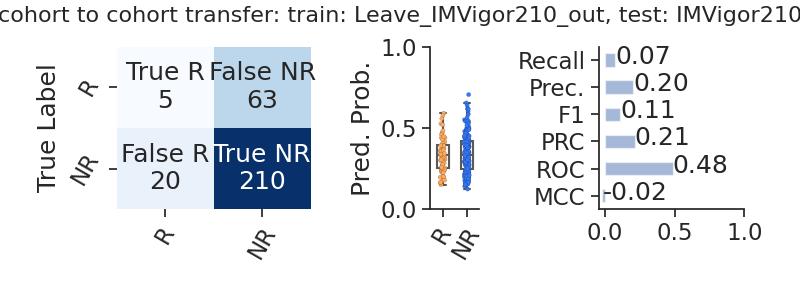 cohort to cohort transfer: train: Leave_IMVigor210_out, test: IMVigor210
True Label
R
NR
True R
5
False NR
63
False R
20
True NR
210
R
NR
Pred. Prob.
1.0
0.5
0.0
R
NR
Recall
0.07
Prec.
0.20
F1
0.11
PRC
0.21
ROC
0.48
MCC
-0.02
0.0
0.5
1.0